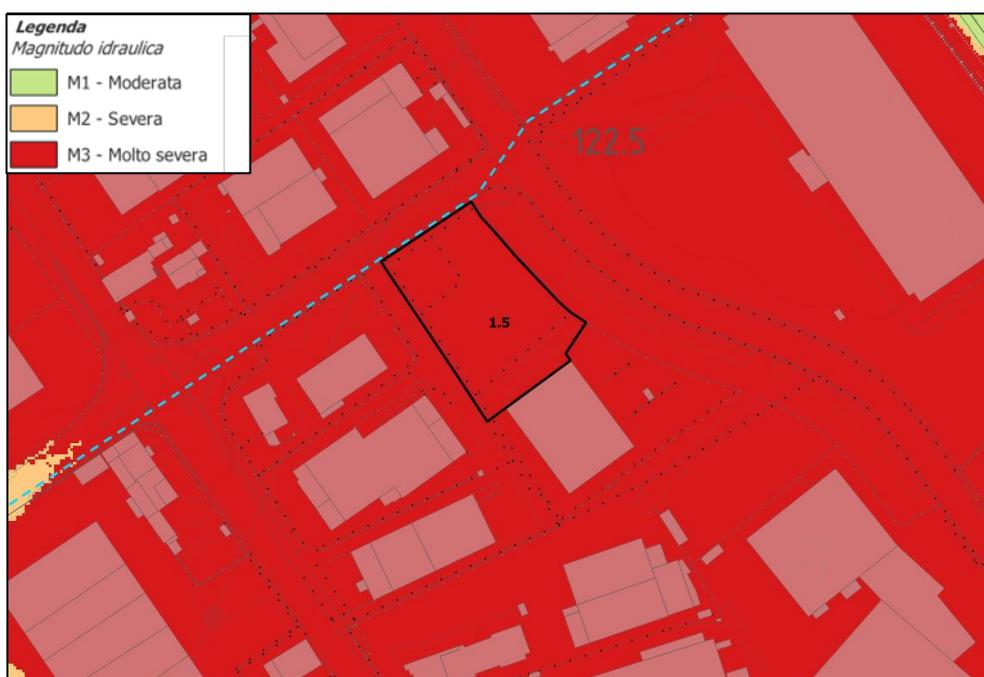 Legenda
Magnitudo idraulica
M1 - Moderata
M2 - Severa
M3 - Molto severa
122.5
1.5